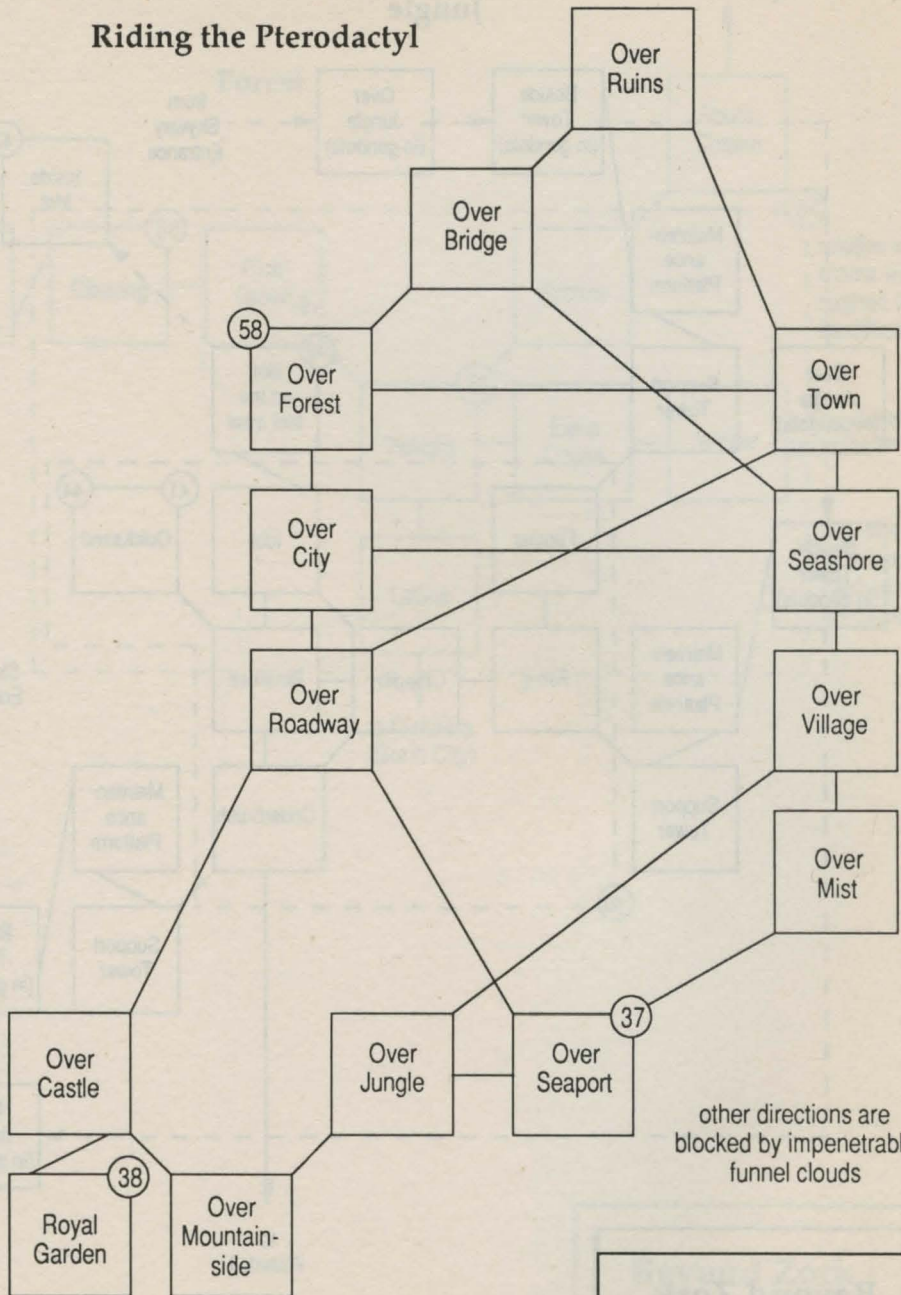 Riding the Pterodactyl
Over
Ruins
Over
Bridge
58
Over
Forest
Over
Town
Over
City
Over
Seashore
Over
Roadway
Over
Village
Over
Mist
37
Over
Castle
Over
Jungle
Over
Seaport
other directions are
blocked by
funnel clouds
38
Royal
Garden
Over
Mountain-
side